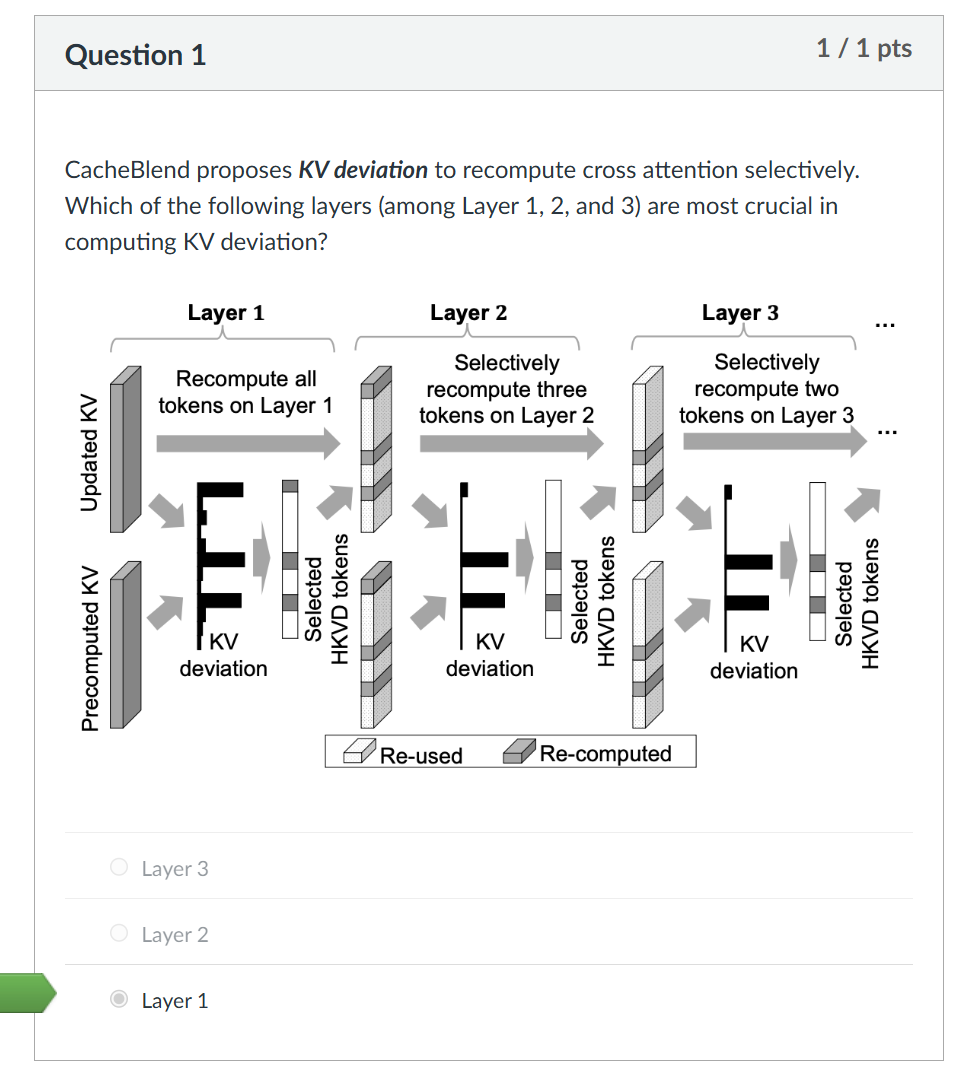 Question 1
1 / 1 pts
CacheBlend proposes KV deviation to recompute cross attention selectively.
Which of the following layers (among Layer 1, 2, and 3) are most crucial in
computing KV deviation?
Layer 1
Layer 2
Layer 3
...
Recompute all
tokens on Layer 1
Selectively
recompute three
tokens on Layer 2
Selectively
recompute two
tokens on Layer 3
...
Updated KV
Precomputed KV
KV
deviation
Selected
HKVD tokens
KV
deviation
Selected
HKVD tokens
KV
deviation
Selected
HKVD tokens
Re-used
Re-computed
Layer 3
Layer 2
Layer 1